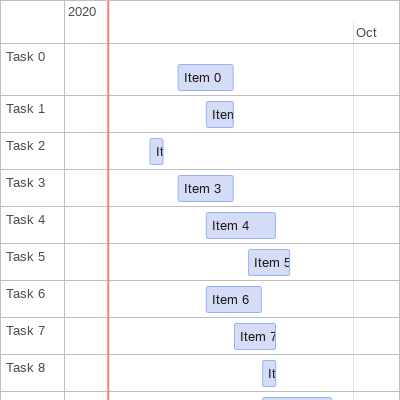 2020
Oct
Task 0
Item 0
Task 1
Item
Task 2
It
Task 3
Item 3
Task 4
Item 4
Task 5
Item 5
Task 6
Item 6
Task 7
Item 7
Task 8
It